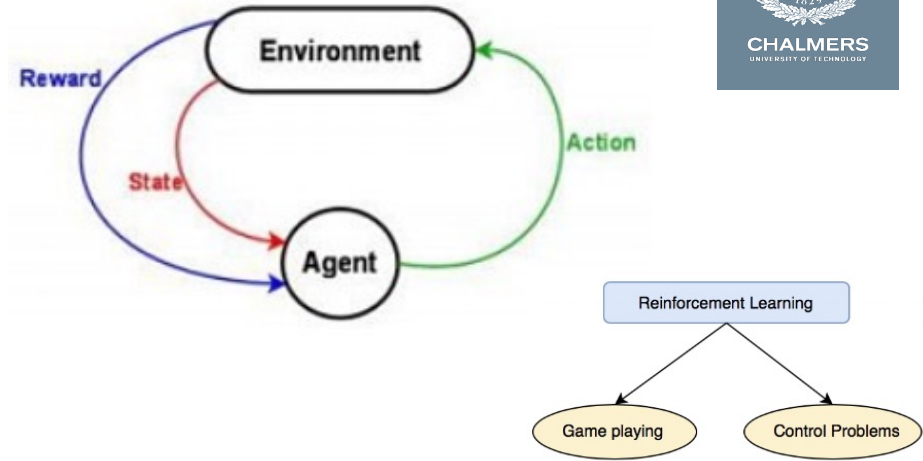 Environment
CHALMERS
UNIVERSITY OF TECHNOLOGY
Reward
Action
State
Agent
Reinforcement Learning
Game playing
Control Problems